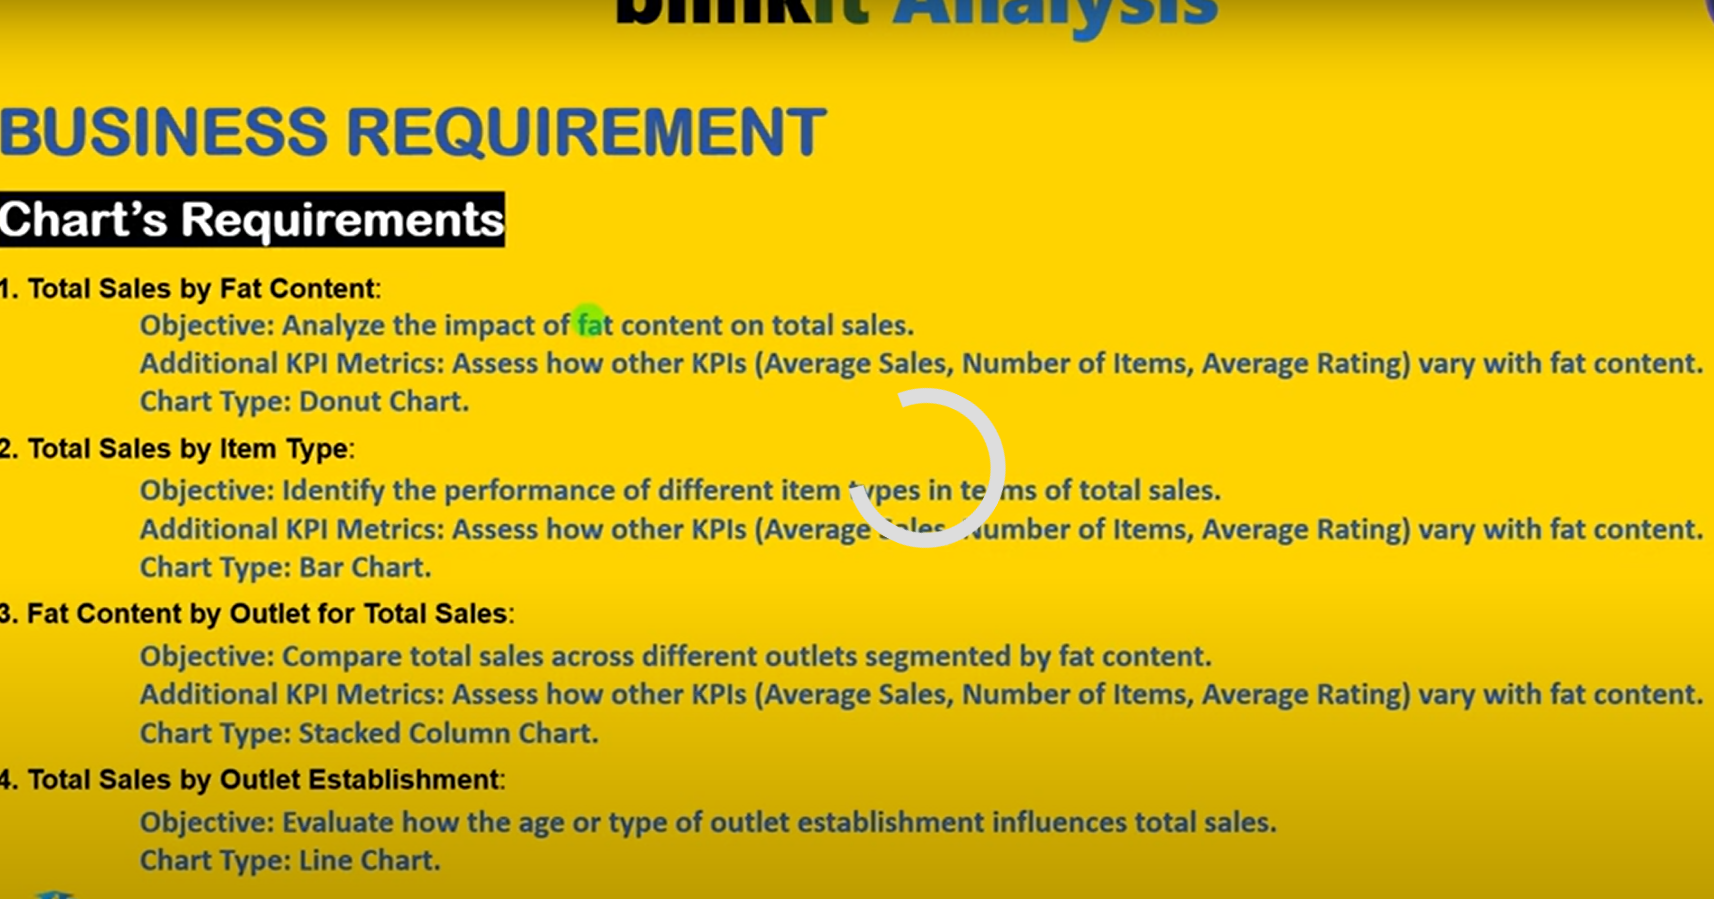 blinkit Analysis
BUSINESS REQUIREMENT
Chart's Requirements
1. Total Sales by Fat Content:
Objective: Analyze the impact of fat content on total sales.
Additional KPI Metrics: Assess how other KPIs (Average Sales, Number of Items, Average Rating) vary with fat content.
Chart Type: Donut Chart.
2. Total Sales by Item Type:
Objective: Identify the performance of different item types in terms of total sales.
Additional KPI Metrics: Assess how other KPIs (Average Sales, Number of Items, Average Rating) vary with fat content.
Chart Type: Bar Chart.
3. Fat Content by Outlet for Total Sales:
Objective: Compare total sales across different outlets segmented by fat content.
Additional KPI Metrics: Assess how other KPIs (Average Sales, Number of Items, Average Rating) vary with fat content.
Chart Type: Stacked Column Chart.
4. Total Sales by Outlet Establishment:
Objective: Evaluate how the age or type of outlet establishment influences total sales.
Chart Type: Line Chart.